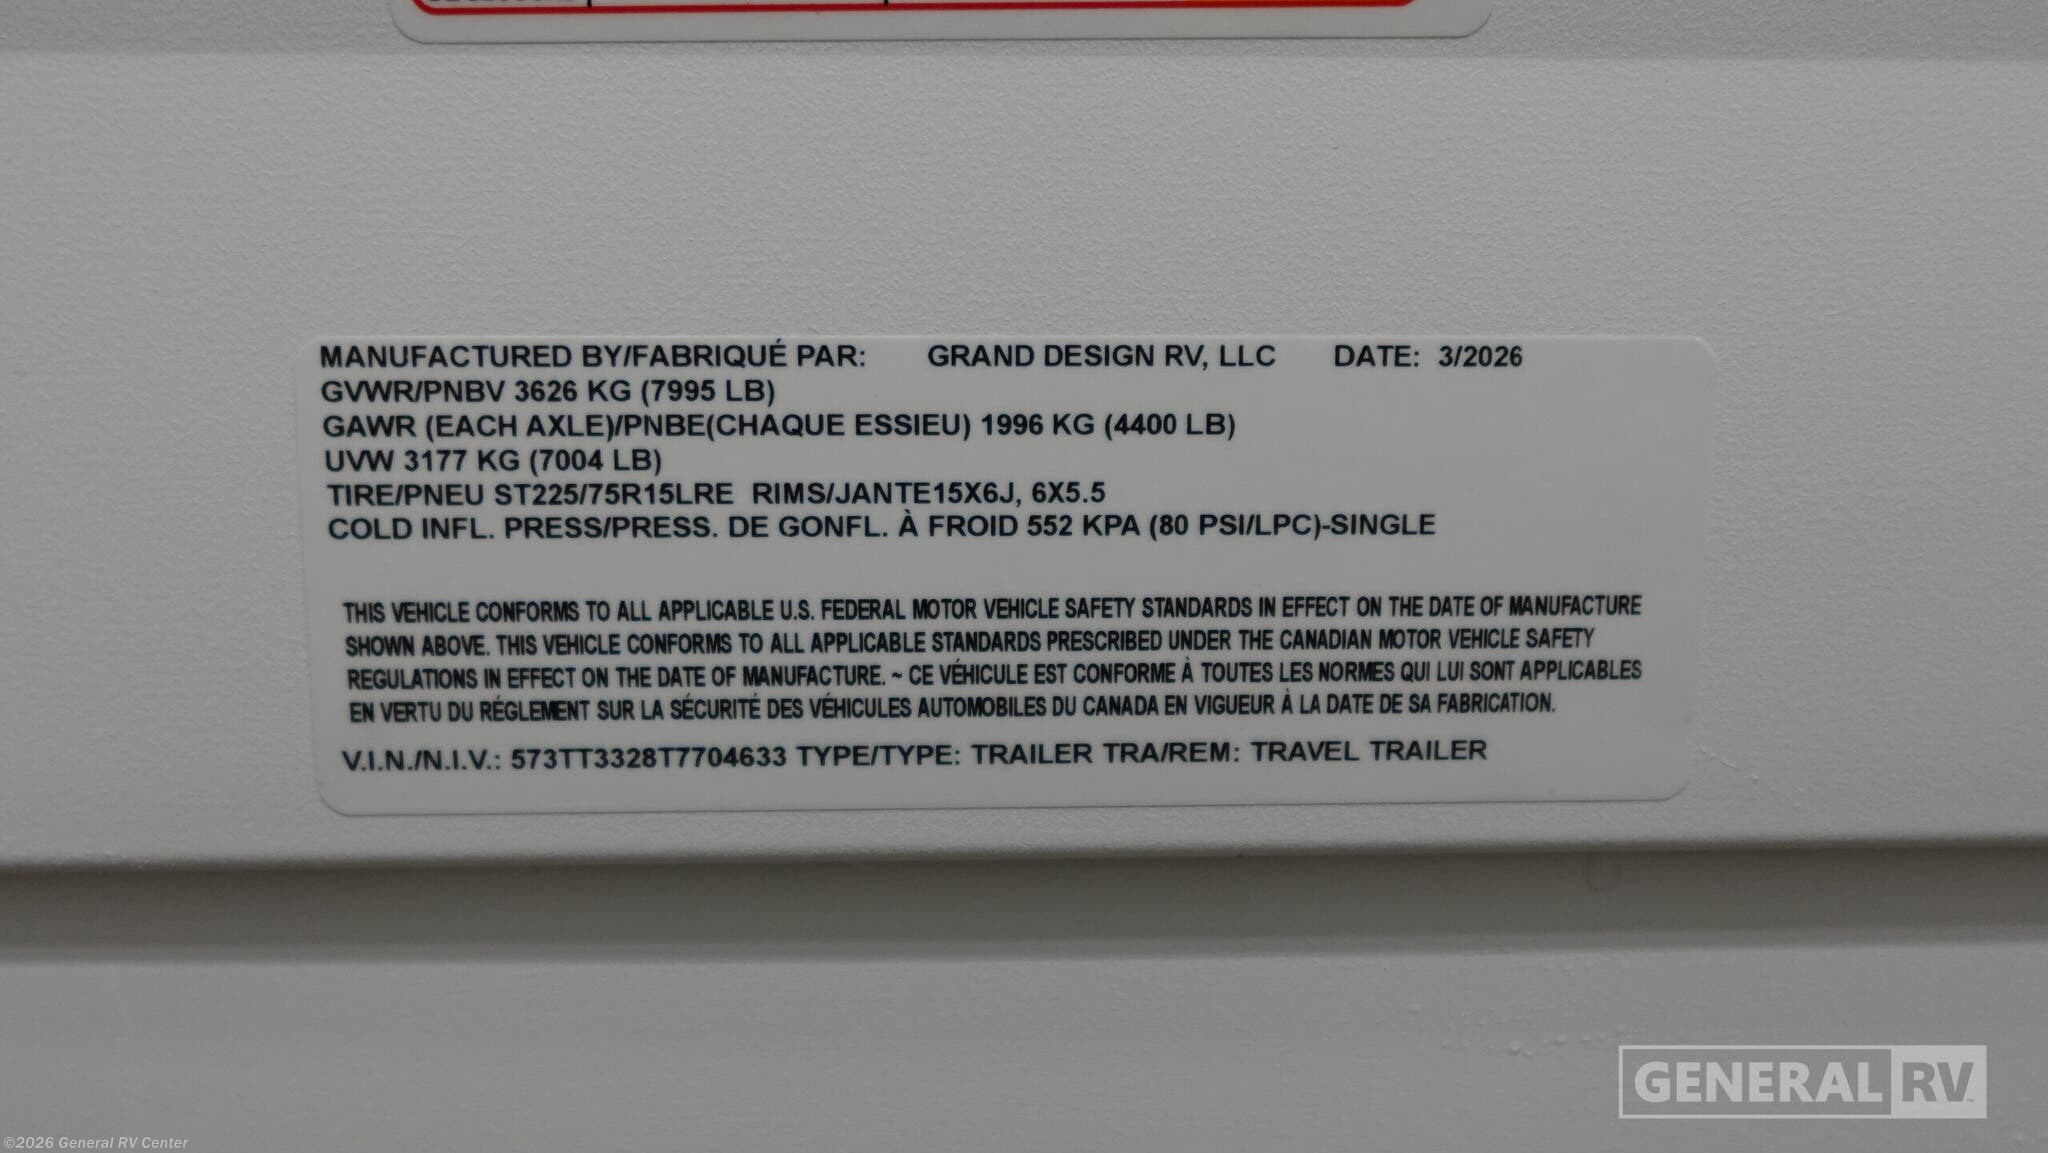 MANUFACTURED BY/FABRIQUÉ PAR: GRAND DESIGN RV, LLC DATE: 3/2026
GVWR/PNBV 3626 KG (7995 LB)
GAWR (EACH AXLE)/PNBE(CHAQUE ESSIEU) 1996 KG (4400 LB)
UVW 3177 KG (7004 LB)
TIRE/PNEU ST225/75R15LRE RIMS/JANTE15X6J, 6X5.5
COLD INFL. PRESS/PRESS. DE GONFL. À FROID 552 KPA (80 PSI/LPC)-SINGLE
THIS VEHICLE CONFORMS TO ALL APPLICABLE U.S. FEDERAL MOTOR VEHICLE SAFETY STANDARDS IN EFFECT ON THE DATE OF MANUFACTURE
SHOWN ABOVE. THIS VEHICLE CONFORMS TO ALL APPLICABLE STANDARDS PRESCRIBED UNDER THE CANADIAN MOTOR VEHICLE SAFETY
REGULATIONS IN EFFECT ON THE DATE OF MANUFACTURE. ~ CE VÉHICULE EST CONFORME À TOUTES LES NORMES QUI LUI SONT APPLICABLES
EN VERTU DU RÉGLEMENT SUR LA SÉCURITÉ DES VÉHICULES AUTOMOBILES DU CANADA EN VIGUEUR À LA DATE DE SA FABRICATION.
V.I.N./N.I.V.: 573TT3328T7704633 TYPE/TYPE: TRAILER TRA/REM: TRAVEL TRAILER
GENERAL RV
©2026 General RV Center